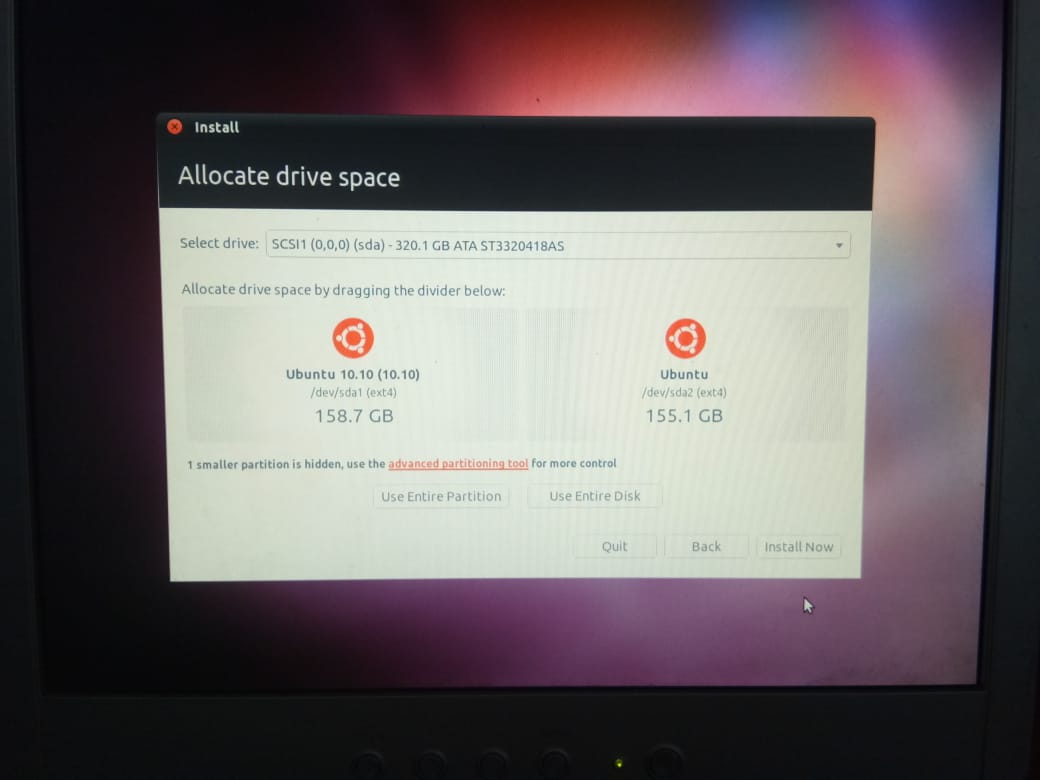 Install
Allocate drive space
Select drive: SCSI1 (0,0,0) (sda) - 320.1 GB ATA ST3320418AS
Allocate drive space by dragging the divider below:
Ubuntu 10.10 (10.10)
/dev/sda1 (ext4)
158.7 GB
Ubuntu
/dev/sda2 (ext4)
155.1 GB
1 smaller partition is hidden, use the advanced partitioning tool for more control
Use Entire Partition
Use Entire Disk
Quit
Back
Install Now